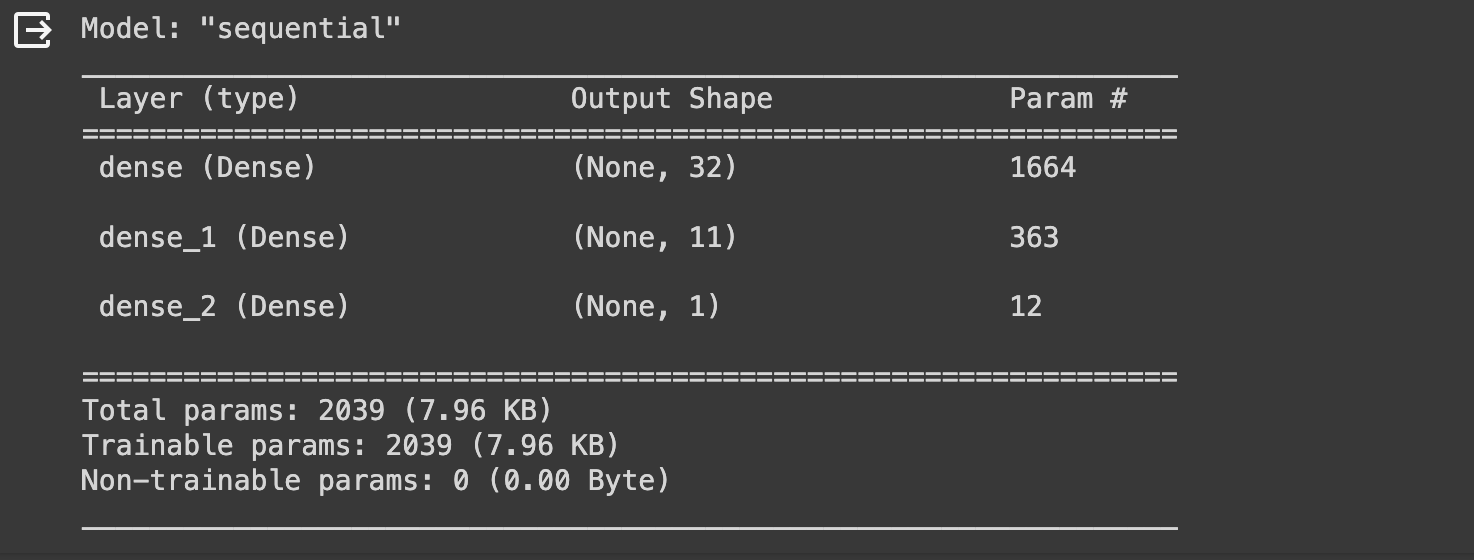 Model: "sequential"
_________________________________________________________________
Layer (type) Output Shape Param #
=================================================================
dense (Dense) (None, 32) 1664
dense_1 (Dense) (None, 11) 363
dense_2 (Dense) (None, 1) 12
=================================================================
Total params: 2039 (7.96 KB)
Trainable params: 2039 (7.96 KB)
Non-trainable params: 0 (0.00 Byte)
_________________________________________________________________